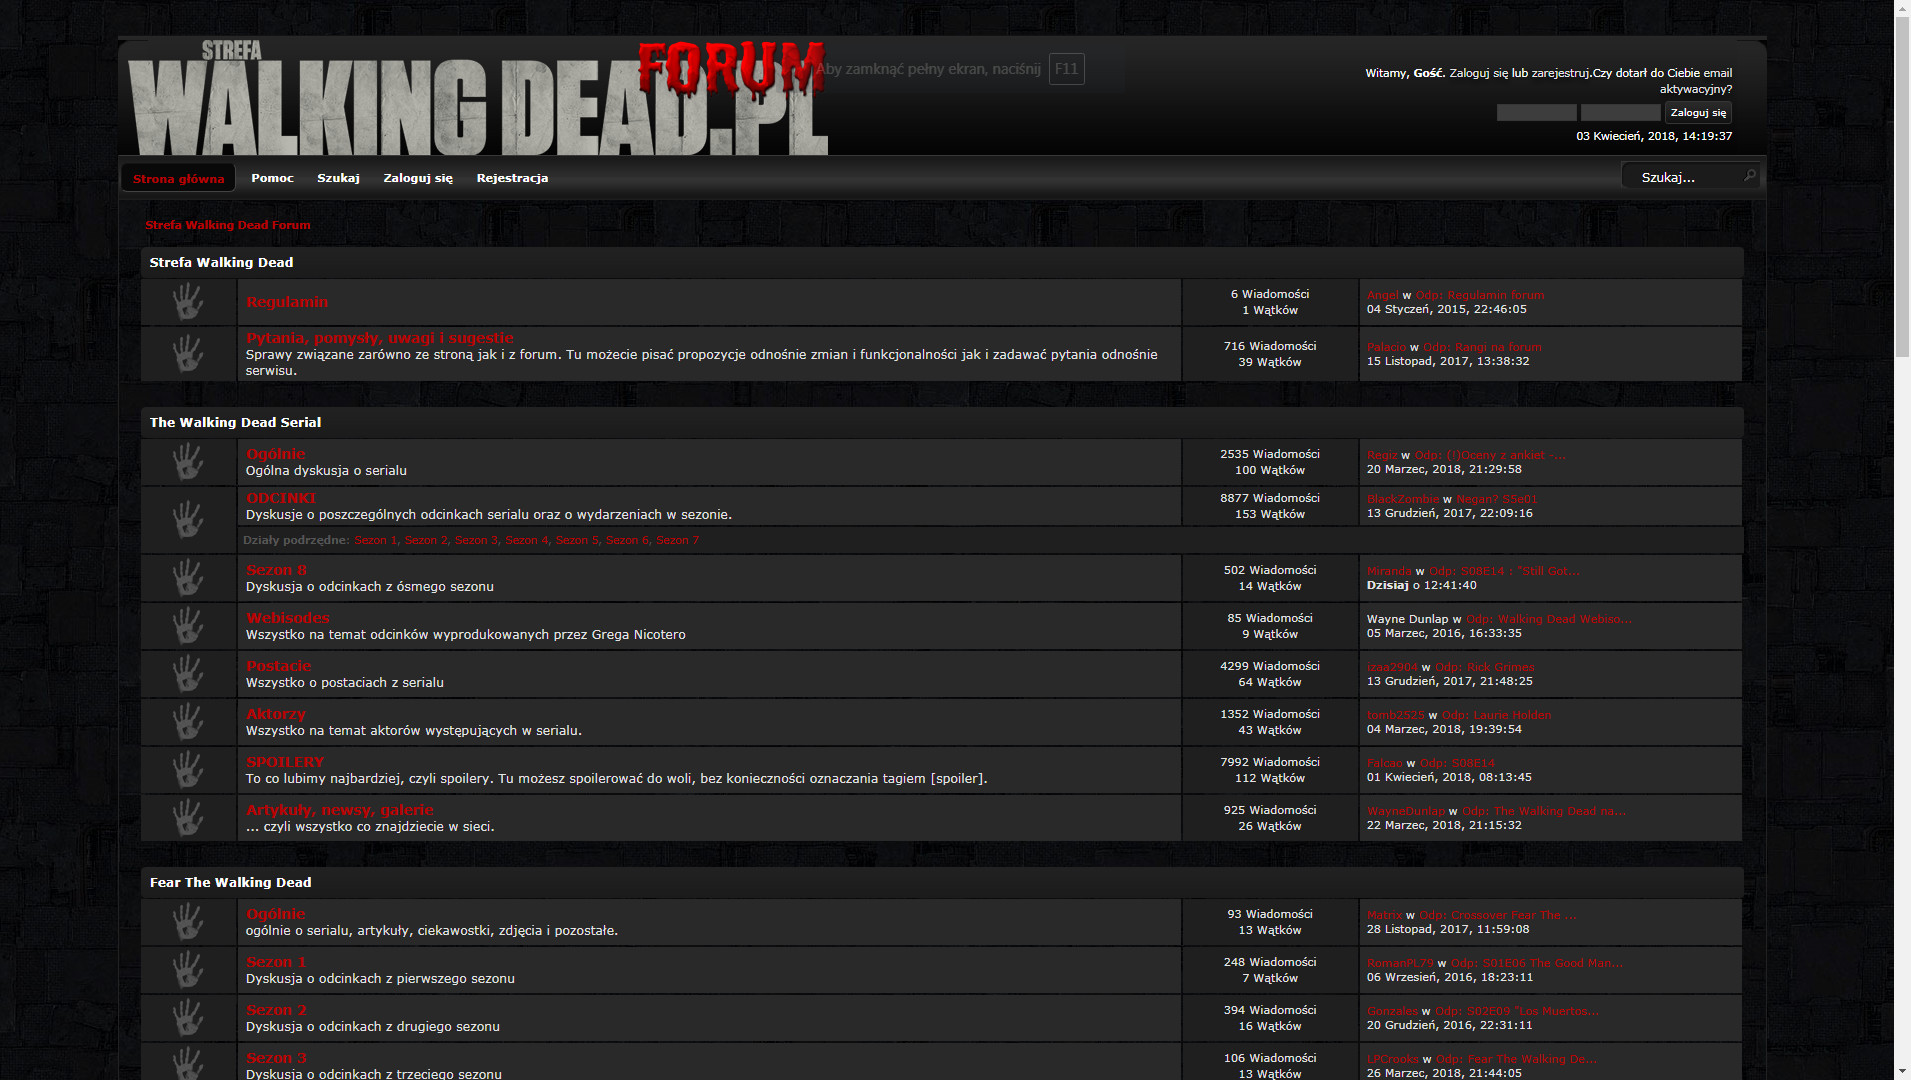 STREFA
WALKING DEAD.PL
FORUM
Aby zamknąć pełny ekran, naciśnij F11
Witamy, Gość. Zaloguj się lub zarejestruj.Czy dotarł do Ciebie email
aktywacyjny?
Zaloguj się
03 Kwiecień, 2018, 14:19:37
Strona główna Pomoc Szukaj Zaloguj się Rejestracja Szukaj...
Strefa Walking Dead Forum
Strefa Walking Dead
Regulamin
6 Wiadomości
1 Wątków
Angel w Odp: Regulamin forum
04 Styczeń, 2015, 22:46:05
Pytania, pomysły, uwagi i sugestie
Sprawy związane zarówno ze stroną jak i z forum. Tu możecie pisać propozycje odnośnie zmian i funkcjonalności jak i zadawać pytania odnośnie
serwisu.
716 Wiadomości
39 Wątków
Palacio w Odp: Rangi na forum
15 Listopad, 2017, 13:38:32
The Walking Dead Serial
Ogólnie
Ogólna dyskusja o serialu
2535 Wiadomości
100 Wątków
Regiz w Odp: (!)Oceny z ankiet -...
20 Marzec, 2018, 21:29:58
ODCINKI
Dyskusje o poszczególnych odcinkach serialu oraz o wydarzeniach w sezonie.
8877 Wiadomości
153 Wątków
BlackZombie w Negan? S5e01
13 Grudzień, 2017, 22:09:16
Działy podrzędne: Sezon 1, Sezon 2, Sezon 3, Sezon 4, Sezon 5, Sezon 6, Sezon 7
Sezon 8
Dyskusja o odcinkach z ósmego sezonu
502 Wiadomości
14 Wątków
Miranda w Odp: S08E14 : "Still Got...
Dzisiaj o 12:41:40
Webisodes
Wszystko na temat odcinków wyprodukowanych przez Grega Nicotero
85 Wiadomości
9 Wątków
Wayne Dunlap w Odp: Walking Dead Webiso...
05 Marzec, 2016, 16:33:35
Postacie
Wszystko o postaciach z serialu
4299 Wiadomości
64 Wątków
izaa2904 w Odp: Rick Grimes
13 Grudzień, 2017, 21:48:25
Aktorzy
Wszystko na temat aktorów występujących w serialu.
1352 Wiadomości
43 Wątków
tomb2525 w Odp: Laurie Holden
04 Marzec, 2018, 19:39:54
SPOILERY
To co lubimy najbardziej, czyli spoilery. Tu możesz spoilerować do woli, bez konieczności oznaczania tagiem [spoiler].
7992 Wiadomości
112 Wątków
Falcao w Odp: S08E14
01 Kwiecień, 2018, 08:13:45
Artykuły, newsy, galerie
... czyli wszystko co znajdziecie w sieci.
925 Wiadomości
26 Wątków
WayneDunlap w Odp: The Walking Dead na...
22 Marzec, 2018, 21:15:32
Fear The Walking Dead
Ogólnie
ogólnie o serialu, artykuły, ciekawostki, zdjęcia i pozostałe.
93 Wiadomości
13 Wątków
Matrix w Odp: Crossover Fear The ...
28 Listopad, 2017, 11:59:08
Sezon 1
Dyskusja o odcinkach z pierwszego sezonu
248 Wiadomości
7 Wątków
RomanPL79 w Odp: S01E06 The Good Man...
06 Wrzesień, 2016, 18:23:11
Sezon 2
Dyskusja o odcinkach z drugiego sezonu
394 Wiadomości
16 Wątków
Gonzales w Odp: S02E09 "Los Muertos...
20 Grudzień, 2016, 22:31:11
Sezon 3
Dyskusja o odcinkach z trzeciego sezonu
106 Wiadomości
13 Wątków
LPCrooks w Odp: Fear The Walking De...
26 Marzec, 2018, 21:44:05